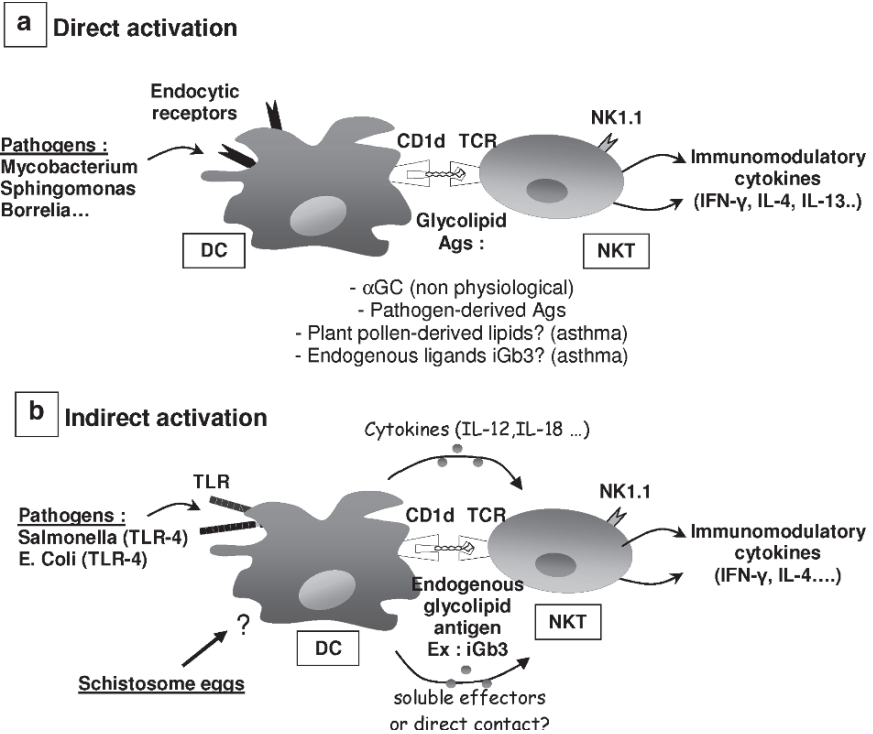 a Direct activation
Endocytic
receptors
NK1.1
Pathogens :
Mycobacterium
Sphingomonas
Borrelia…
CD1d TCR
Immunomodulatory
cytokines
(IFN-γ, IL-4, IL-13..)
Glycolipid
Ags :
DC
NKT
- αGC (non physiological)
- Pathogen-derived Ags
- Plant pollen-derived lipids? (asthma)
- Endogenous ligands iGb3? (asthma)
b Indirect activation
Cytokines (IL-12,IL-18 …)
TLR
NK1.1
Pathogens :
Salmonella (TLR-4)
E. Coli (TLR-4)
CD1d TCR
Immunomodulatory
cytokines
(IFN-γ, IL-4….)
Endogenous
glycolipid
antigen
Ex : iGb3
?
DC
NKT
Schistosome eggs
soluble effectors
or direct contact?